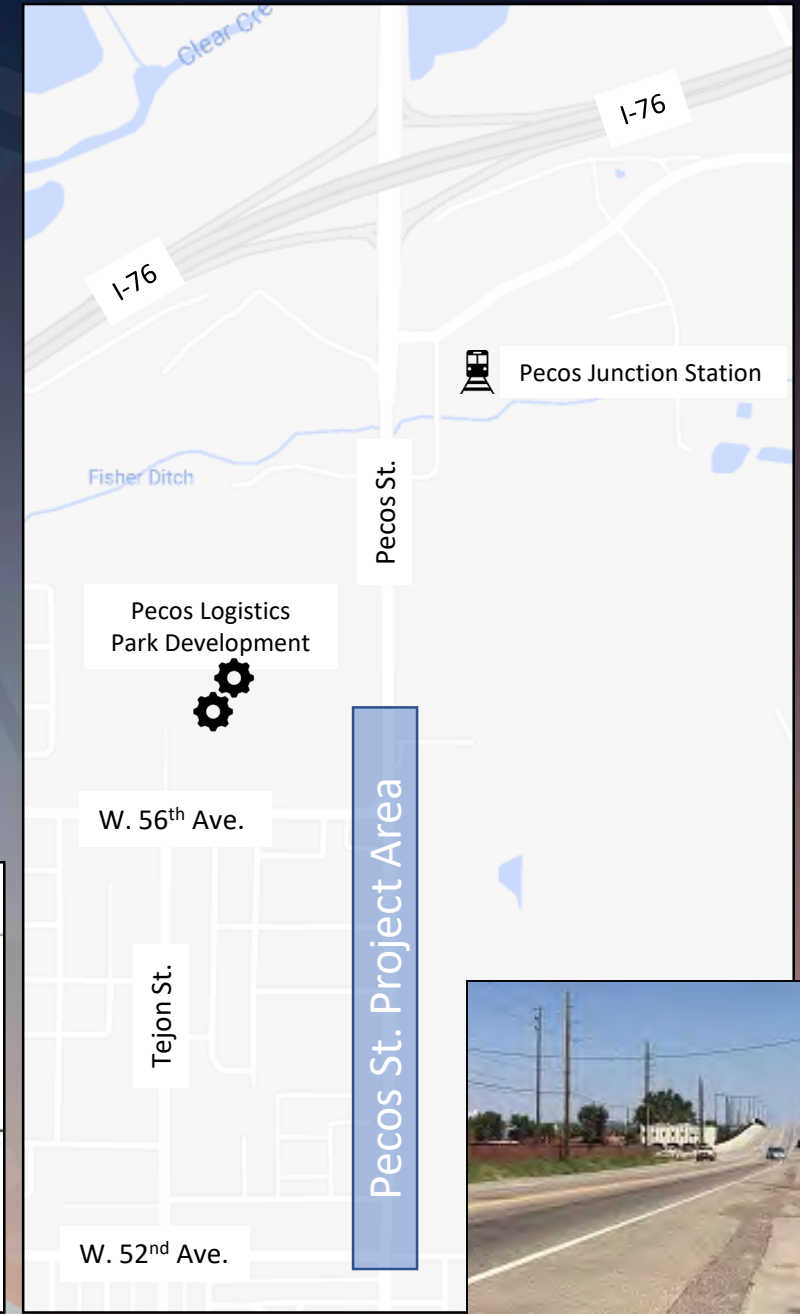 Clear Cre
I-76
I-76
Pecos Junction Station
Pecos St.
Fisher Ditch
Pecos Logistics
Park Development
W. 56th Ave.
Pecos St. Project Area
Tejon St.
W. 52nd Ave.